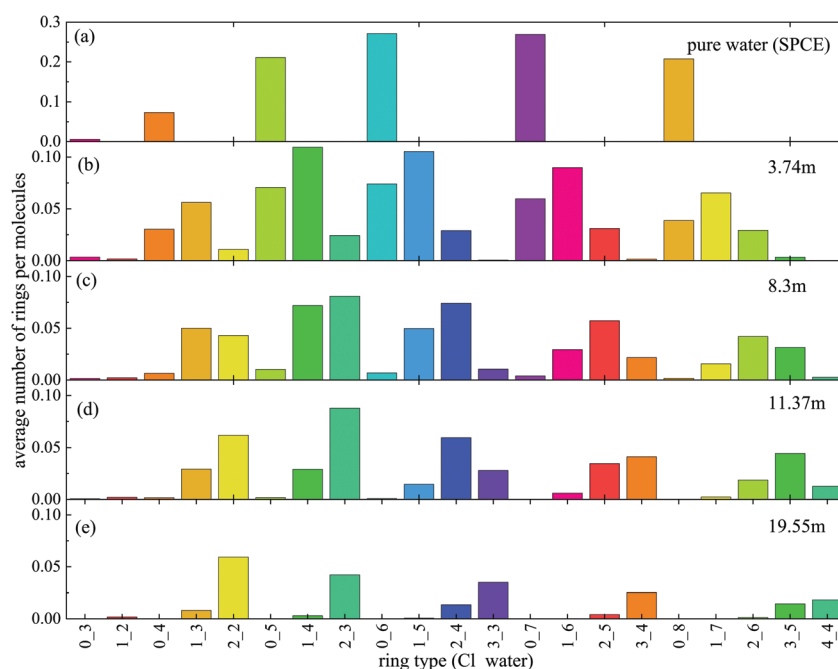 (a)
pure water (SPCE)
0.3
0.2
0.1
0.0
(b)
3.74m
0.10
0.05
0.00
(c)
8.3m
0.10
0.05
0.00
(d)
11.37m
0.10
0.05
0.00
(e)
19.55m
0.10
0.05
0.00
average number of rings per molecules
0_3 1_2 0_4 1_3 2_2 0_5 1_4 2_3 0_6 1_5 2_4 3_3 0_7 1_6 2_5 3_4 0_8 1_7 2_6 3_5 4_4
ring type (Cl_water)